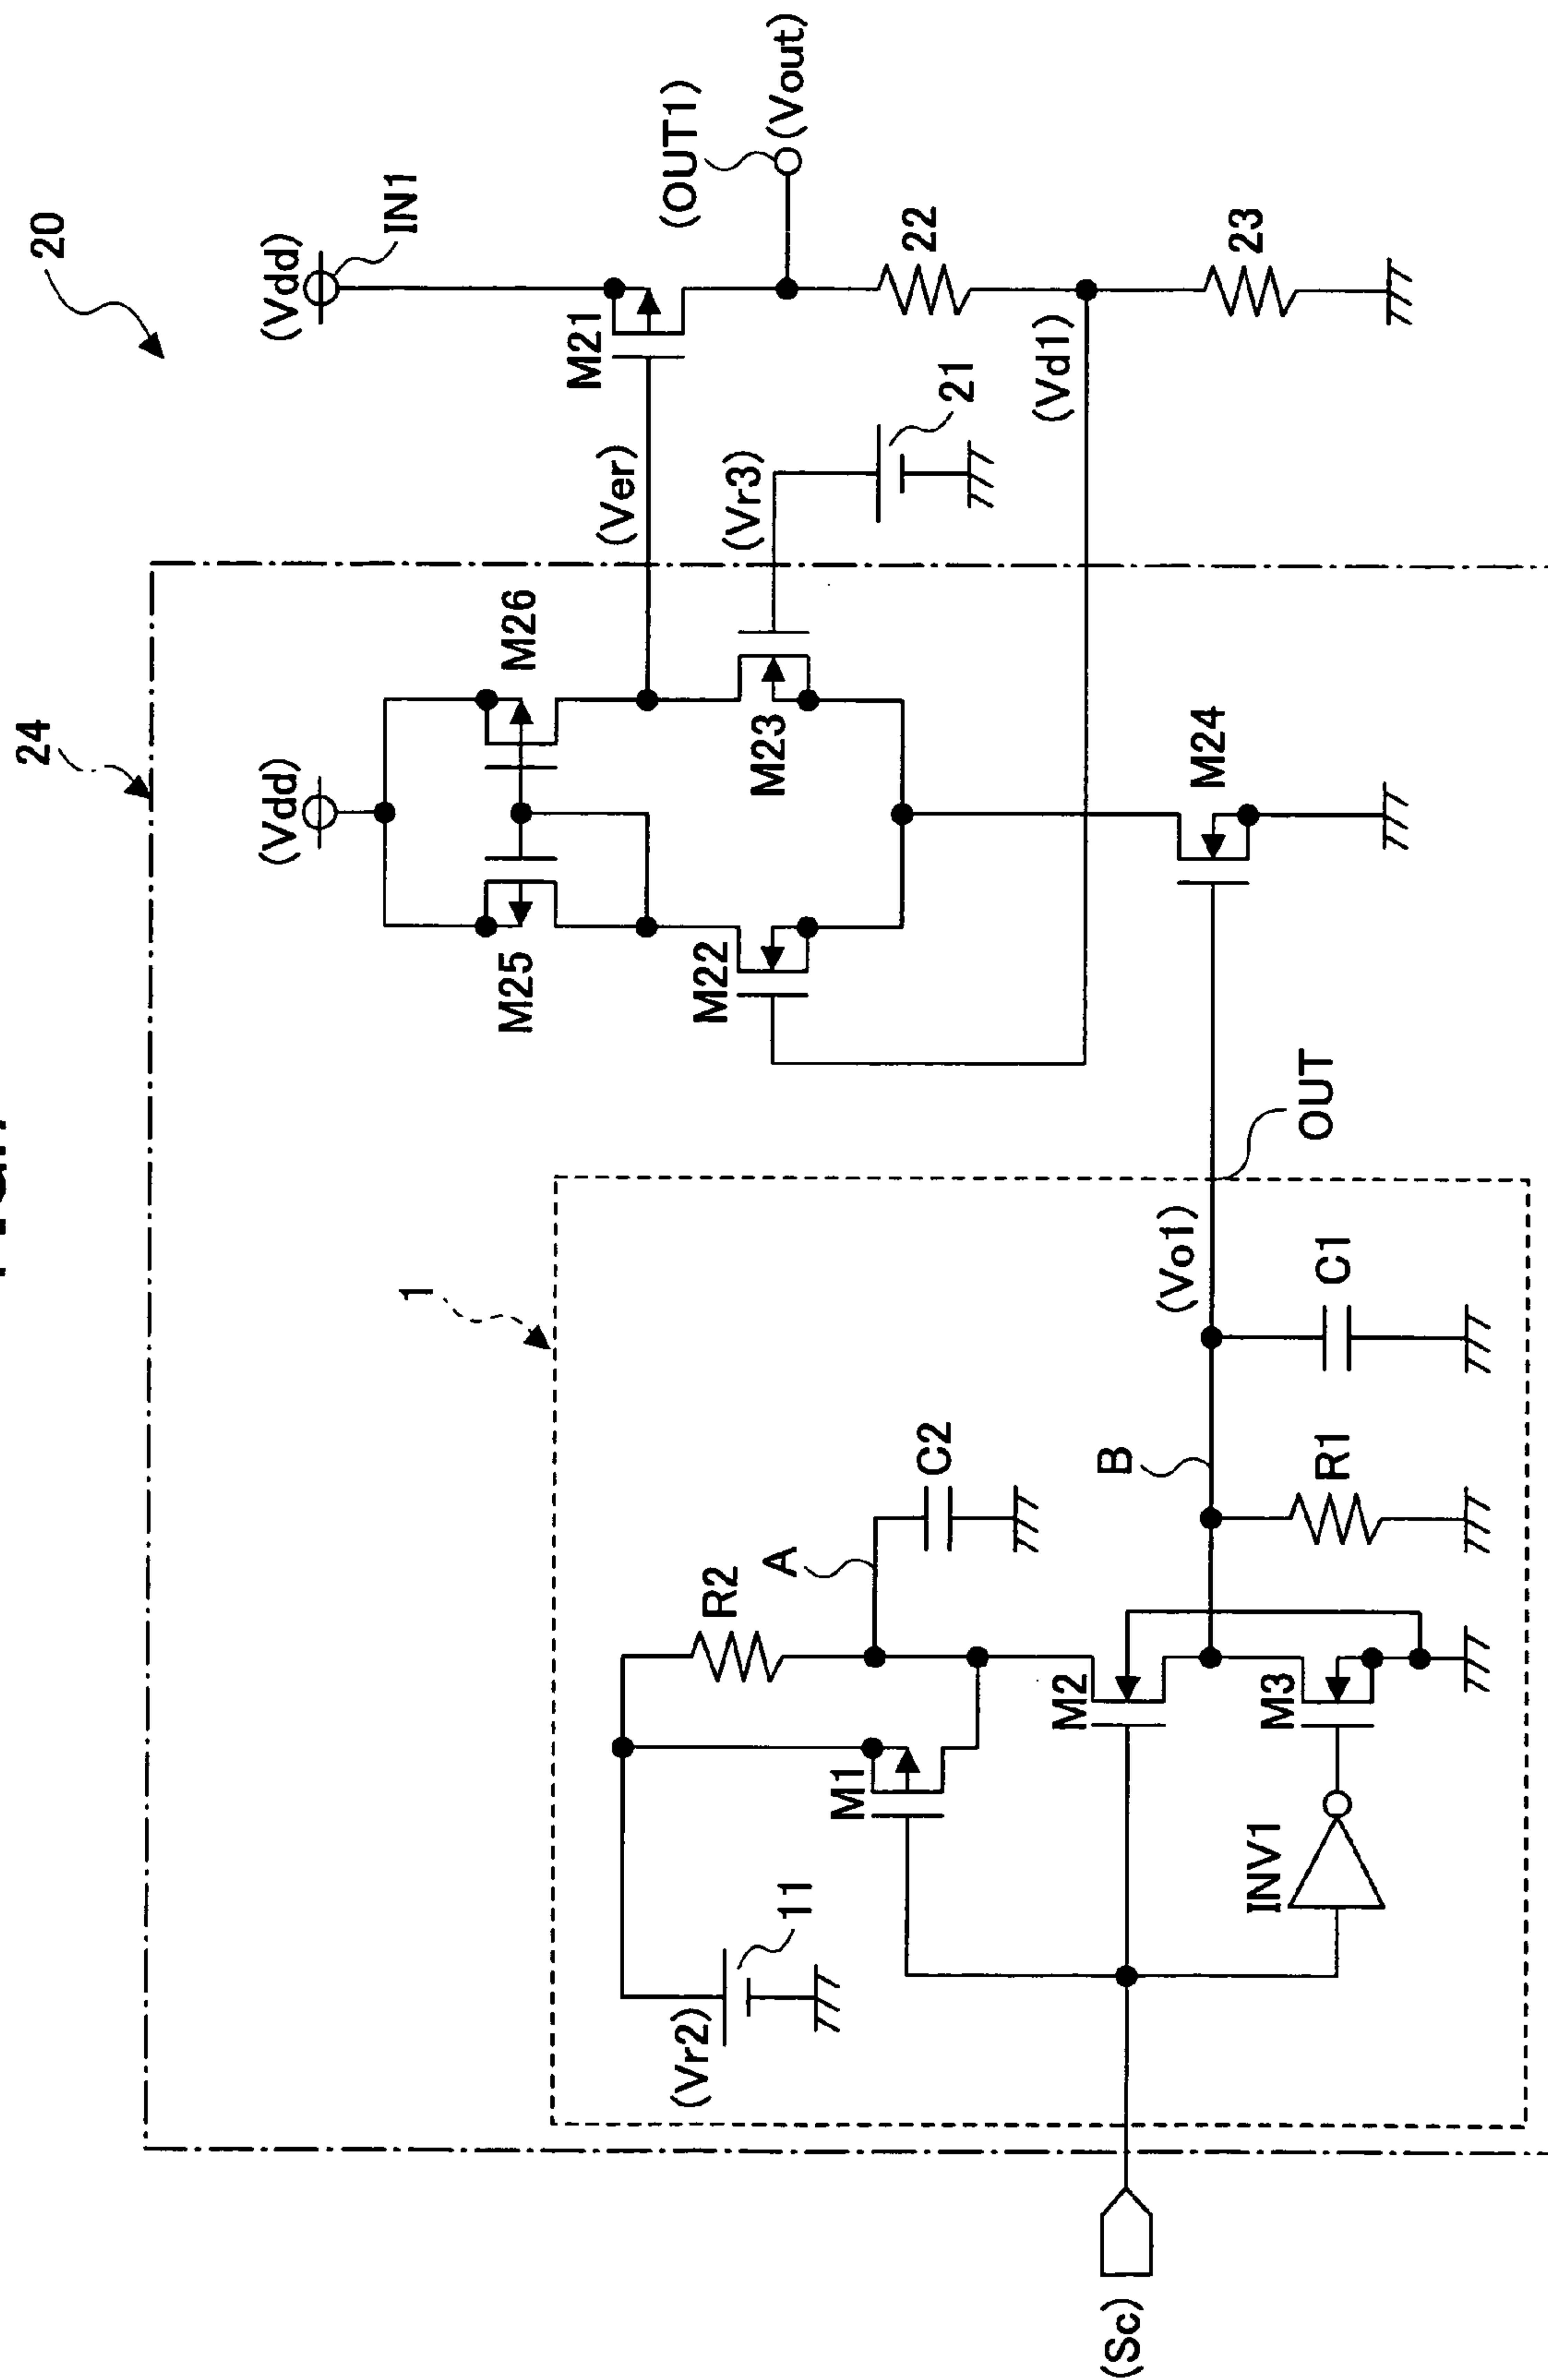 20
24
(Vdd)
IN1
(Vdd)
M25
M26
M21
(Ver)
(OUT1)
(Vout)
M22
M23
(Vr3)
21
22
(Vd1)
23
M24
1
(Vr2)
11
R2
M1
A
C2
M2
B
(Vo1)
OUT
(Sc)
INV1
M3
R1
C1